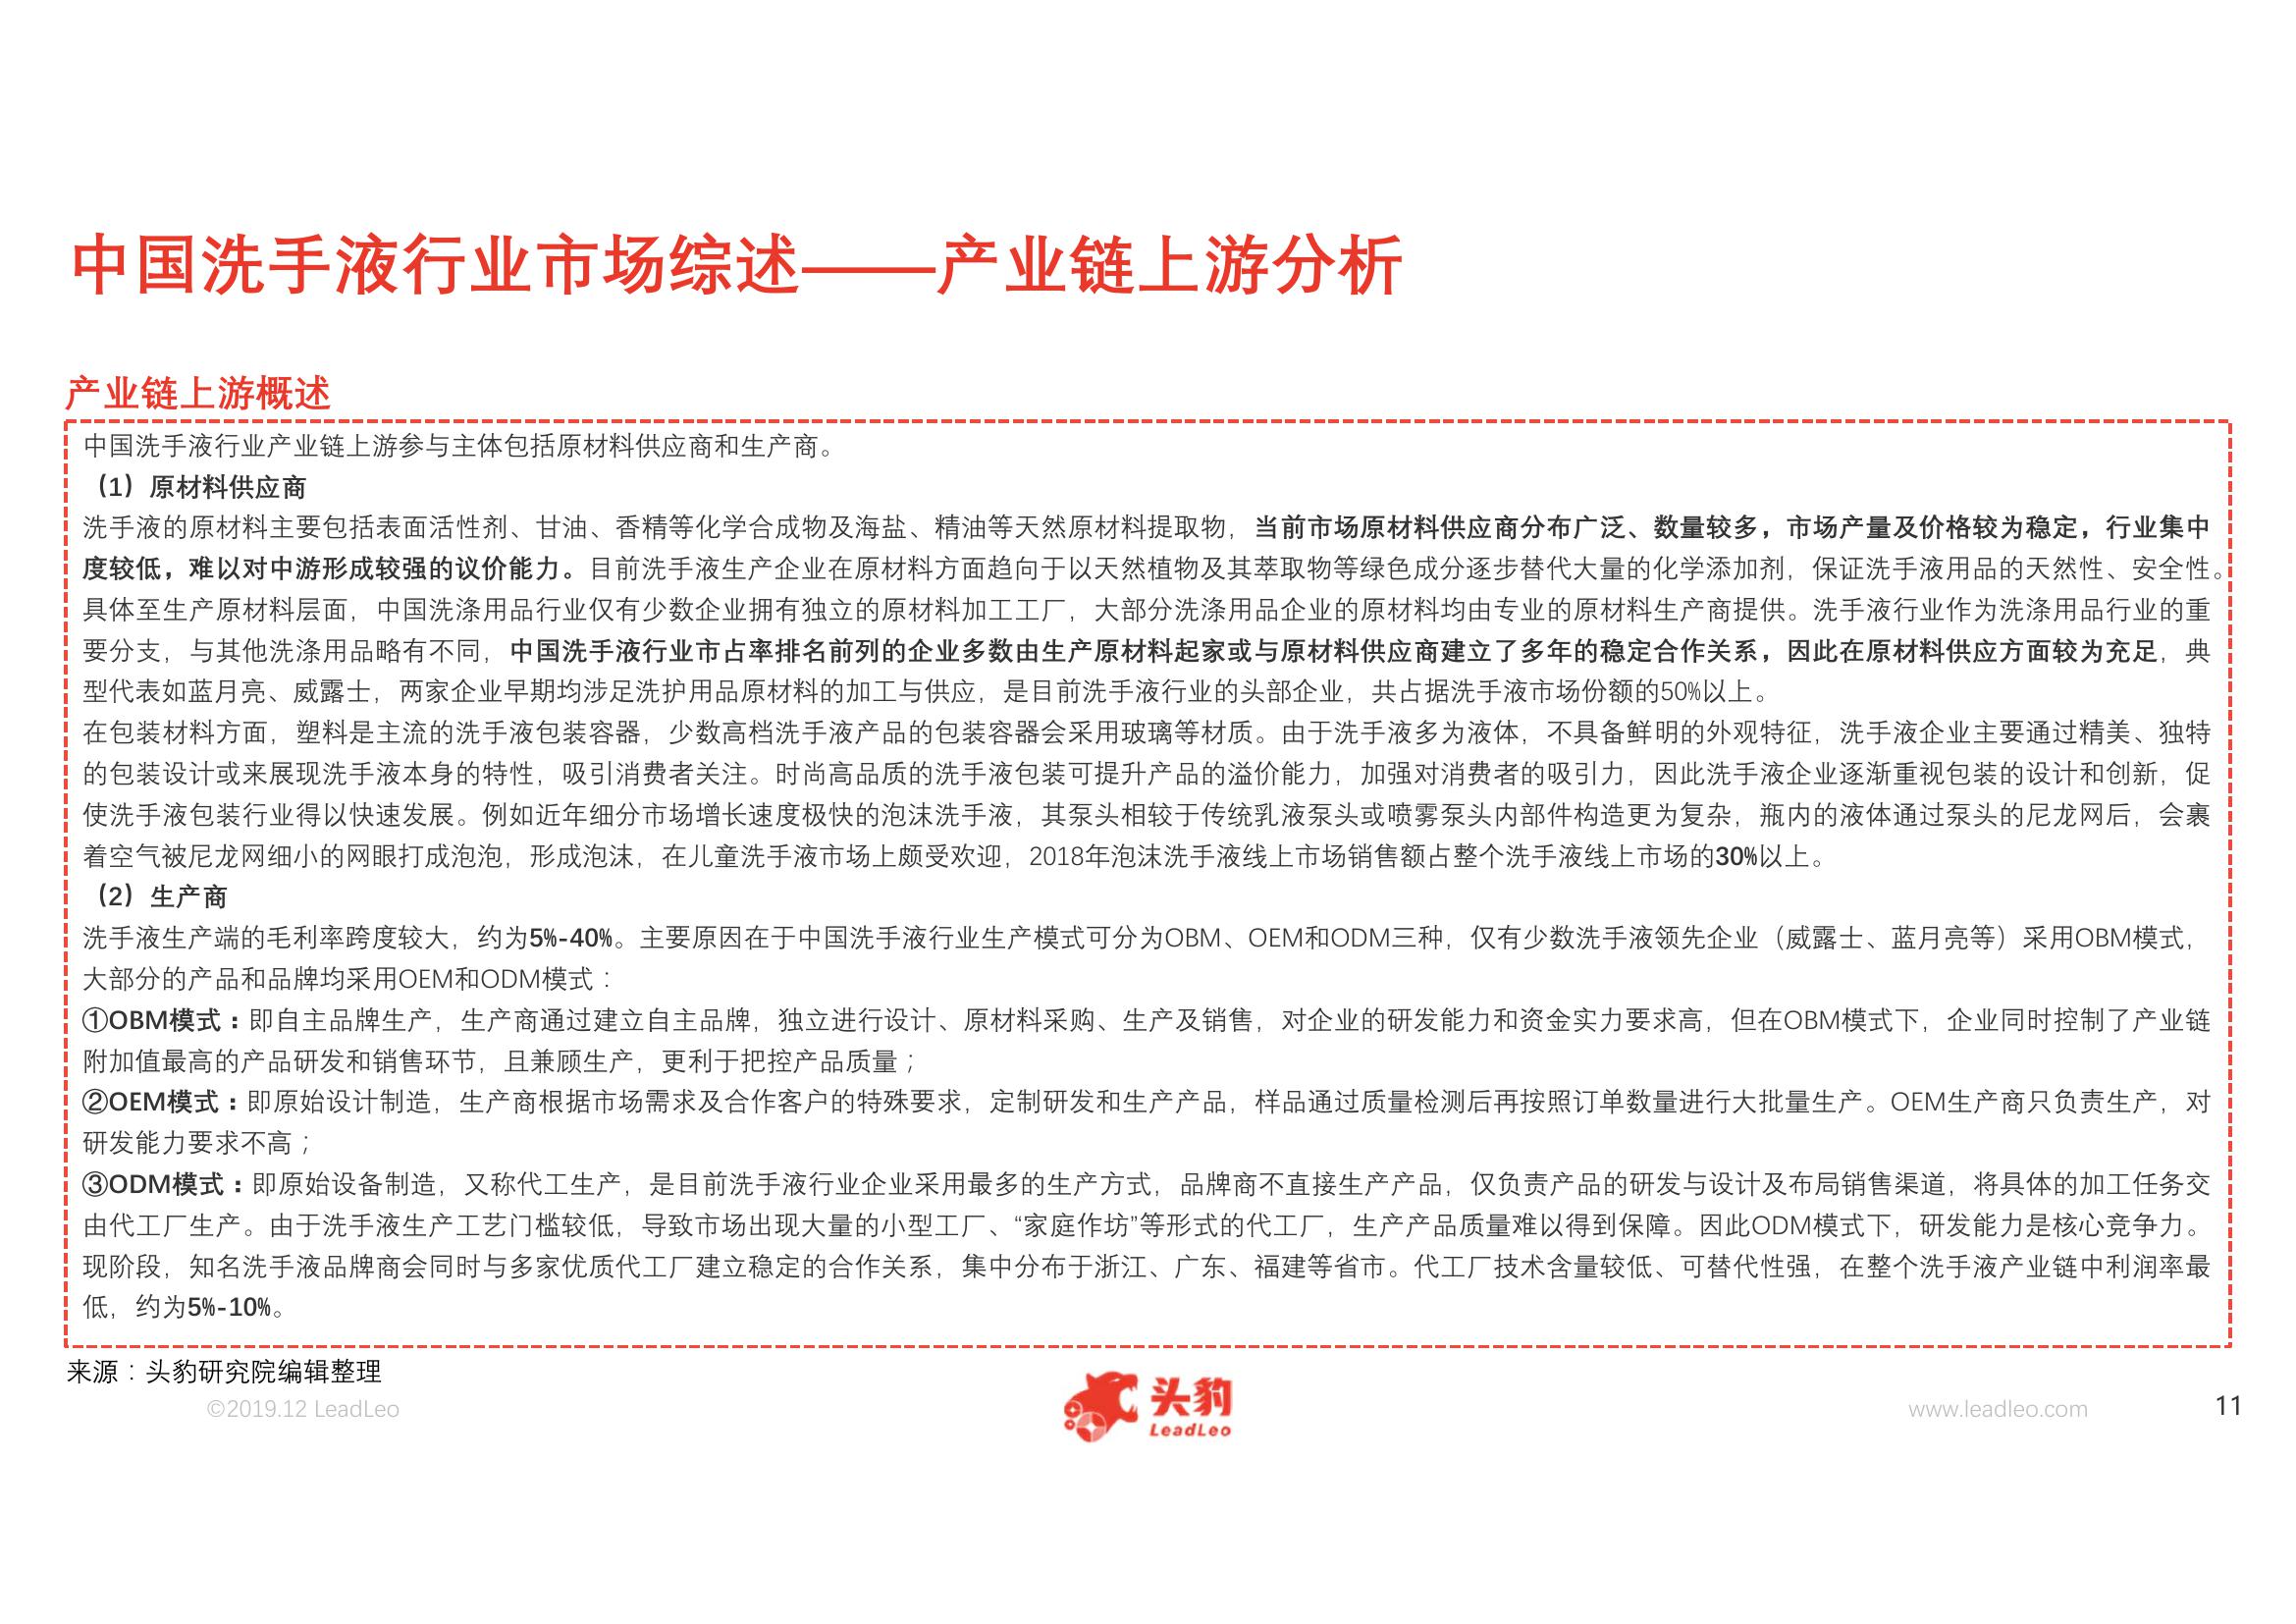 中国洗手液行业市场综述——产业链上游分析
产业链上游概述
中国洗手液行业产业链上游参与主体包括原材料供应商和生产商。
（1）原材料供应商
洗手液的原材料主要包括表面活性剂、甘油、香精等化学合成物及海盐、精油等天然原材料提取物，当前市场原材料供应商分布广泛、数量较多，市场产量及价格较为稳定，行业集中
度较低，难以对中游形成较强的议价能力。目前洗手液生产企业在原材料方面趋向于以天然植物及其萃取物等绿色成分逐步替代大量的化学添加剂，保证洗手液用品的天然性、安全性。
具体至生产原材料层面，中国洗涤用品行业仅有少数企业拥有独立的原材料加工工厂，大部分洗涤用品企业的原材料均由专业的原材料生产商提供。洗手液行业作为洗涤用品行业的重
要分支，与其他洗涤用品略有不同，中国洗手液行业市占率排名前列的企业多数由生产原材料起家或与原材料供应商建立了多年的稳定合作关系，因此在原材料供应方面较为充足，典
型代表如蓝月亮、威露士，两家企业早期均涉足洗护用品原材料的加工与供应，是目前洗手液行业的头部企业，共占据洗手液市场份额的50%以上。
在包装材料方面，塑料是主流的洗手液包装容器，少数高档洗手液产品的包装容器会采用玻璃等材质。由于洗手液多为液体，不具备鲜明的外观特征，洗手液企业主要通过精美、独特
的包装设计或来展现洗手液本身的特性，吸引消费者关注。时尚高品质的洗手液包装可提升产品的溢价能力，加强对消费者的吸引力，因此洗手液企业逐渐重视包装的设计和创新，促
使洗手液包装行业得以快速发展。例如近年细分市场增长速度极快的泡沫洗手液，其泵头相较于传统乳液泵头或喷雾泵头内部件构造更为复杂，瓶内的液体通过泵头的尼龙网后，会裹
着空气被尼龙网细小的网眼打成泡泡，形成泡沫，在儿童洗手液市场上颇受欢迎，2018年泡沫洗手液线上市场销售额占整个洗手液线上市场的30%以上。
（2）生产商
洗手液生产端的毛利率跨度较大，约为5%-40%。主要原因在于中国洗手液行业生产模式可分为OBM、OEM和ODM三种，仅有少数洗手液领先企业（威露士、蓝月亮等）采用OBM模式，
大部分的产品和品牌均采用OEM和ODM模式：
①OBM模式：即自主品牌生产，生产商通过建立自主品牌，独立进行设计、原材料采购、生产及销售，对企业的研发能力和资金实力要求高，但在OBM模式下，企业同时控制了产业链
附加值最高的产品研发和销售环节，且兼顾生产，更利于把控产品质量；
②OEM模式：即原始设计制造，生产商根据市场需求及合作客户的特殊要求，定制研发和生产产品，样品通过质量检测后再按照订单数量进行大批量生产。OEM生产商只负责生产，对
研发能力要求不高；
③ODM模式：即原始设备制造，又称代工生产，是目前洗手液行业企业采用最多的生产方式，品牌商不直接生产产品，仅负责产品的研发与设计及布局销售渠道，将具体的加工任务交
由代工厂生产。由于洗手液生产工艺门槛较低，导致市场出现大量的小型工厂、“家庭作坊”等形式的代工厂，生产产品质量难以得到保障。因此ODM模式下，研发能力是核心竞争力。
现阶段，知名洗手液品牌商会同时与多家优质代工厂建立稳定的合作关系，集中分布于浙江、广东、福建等省市。代工厂技术含量较低、可替代性强，在整个洗手液产业链中利润率最
低，约为5%-10%。
来源：头豹研究院编辑整理
©2019.12 LeadLeo
头豹
LeadLeo
www.leadleo.com
11